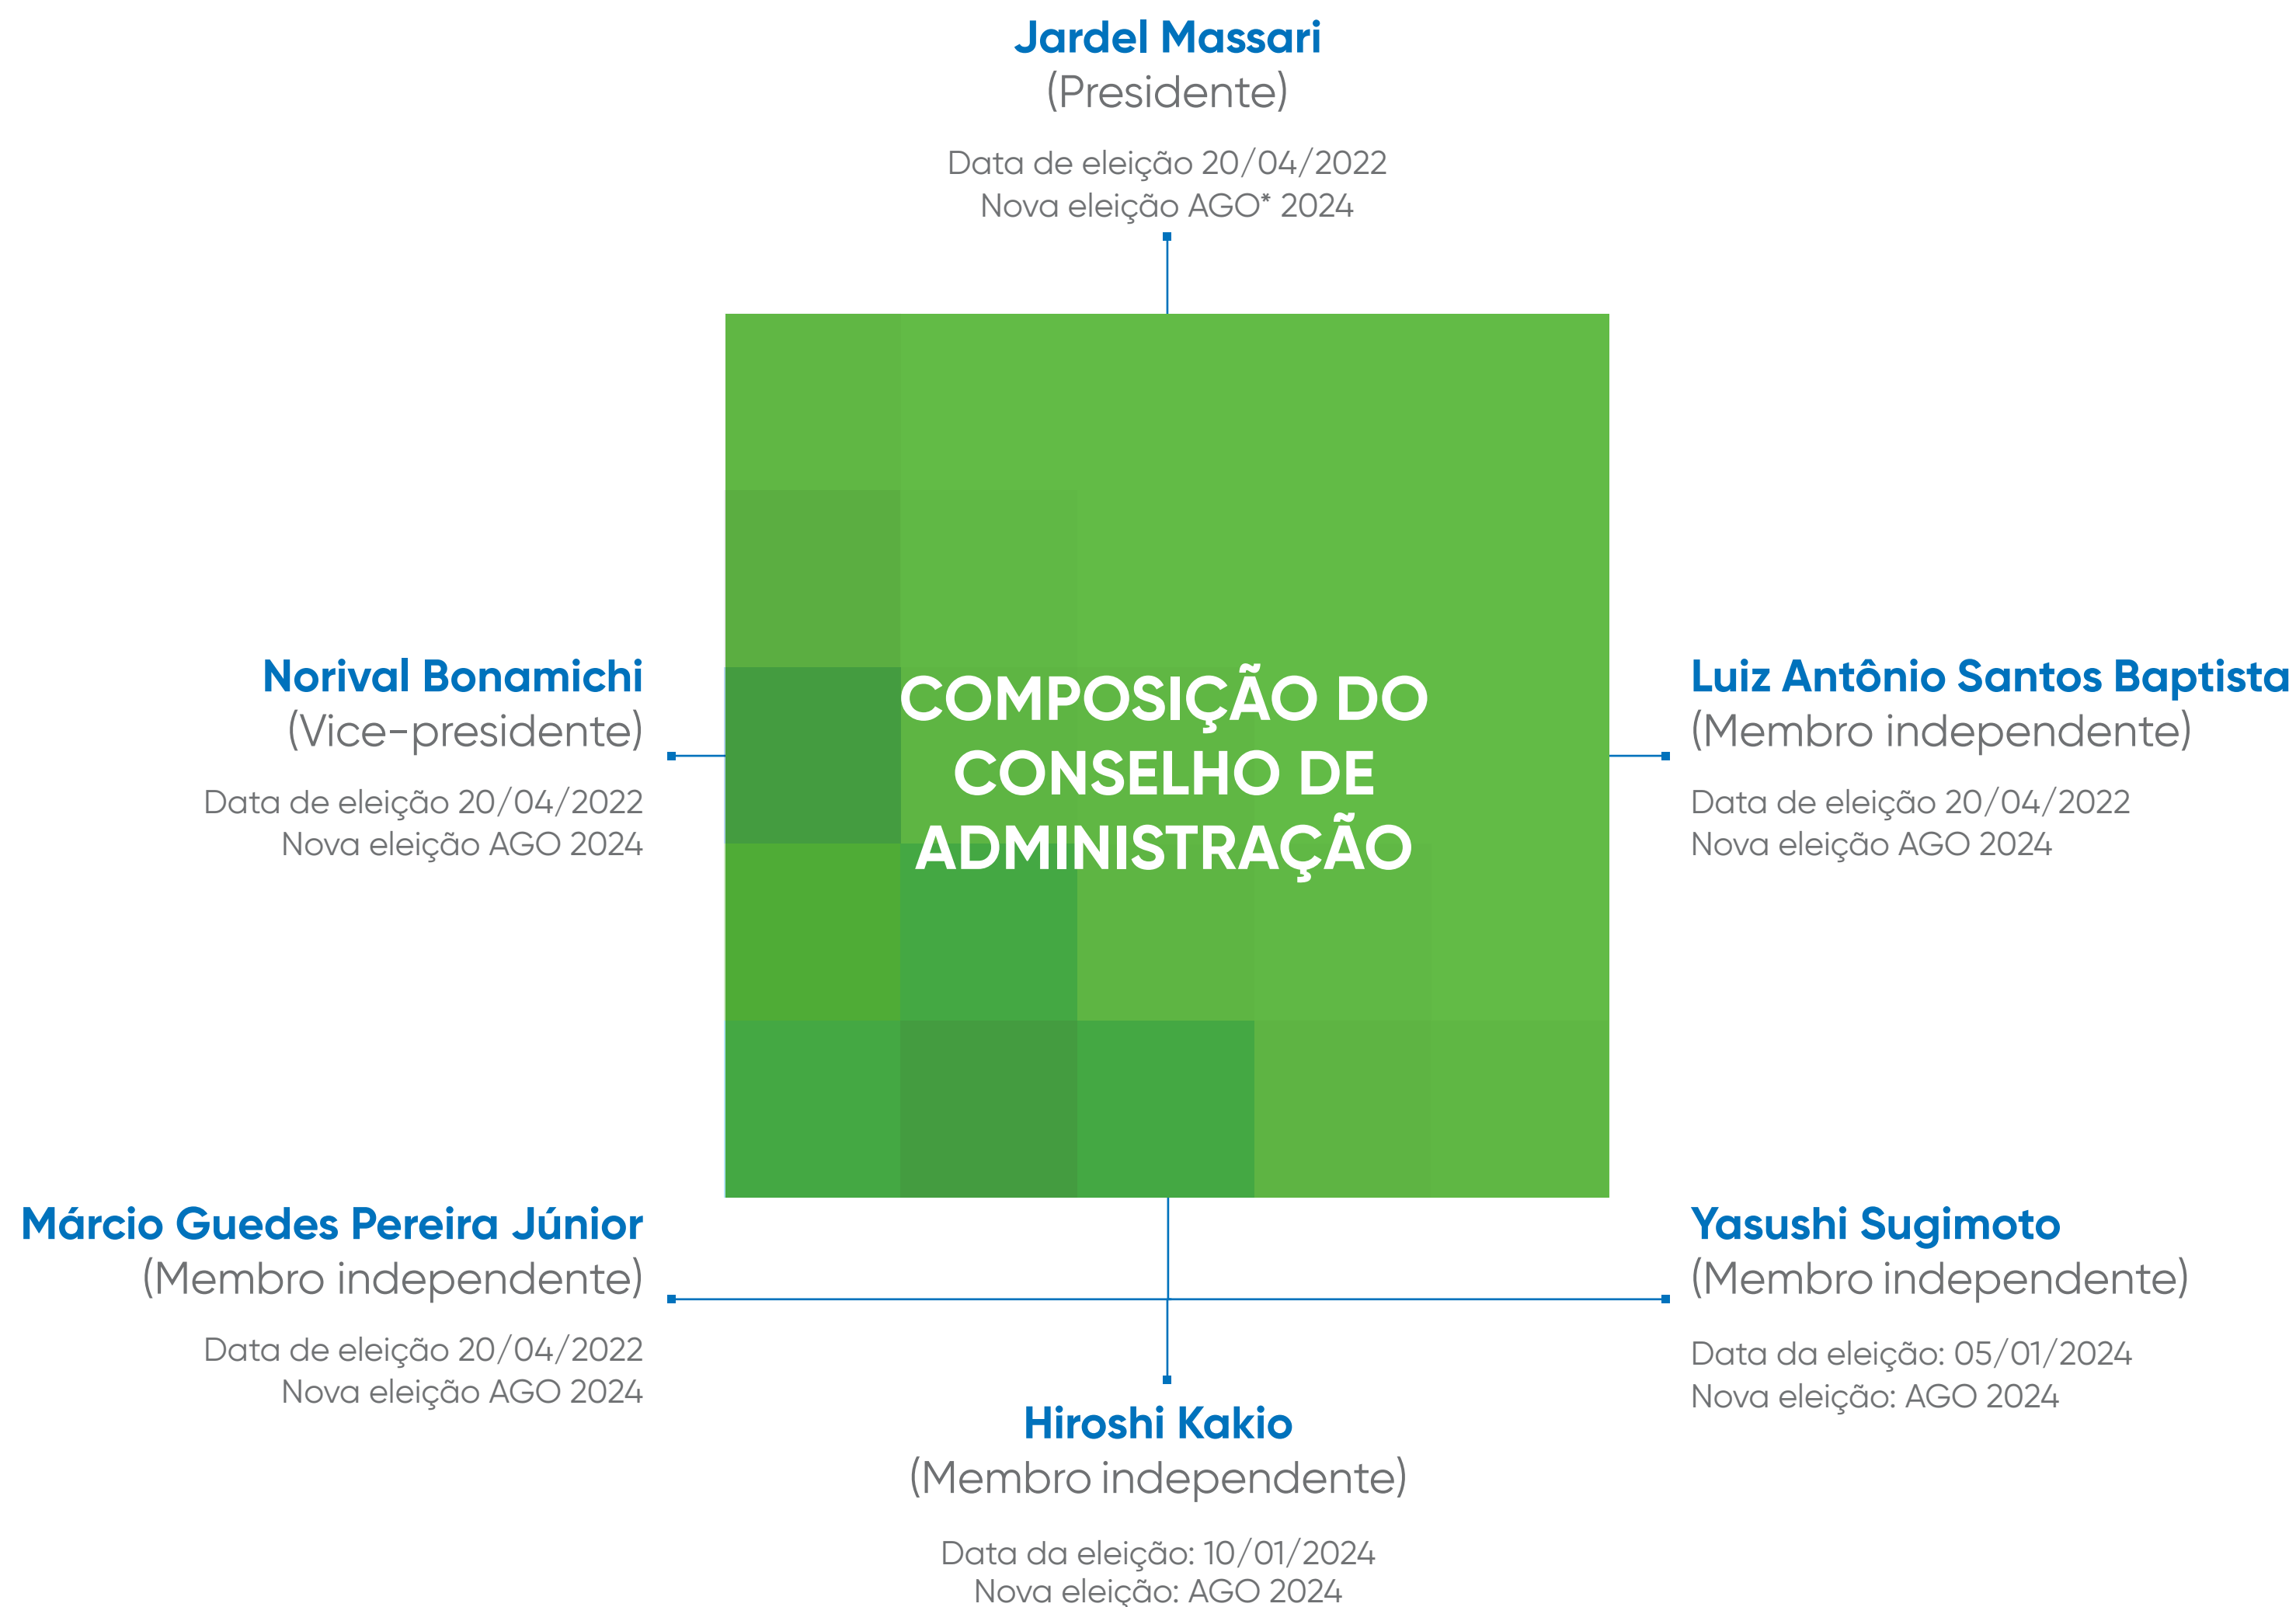 Jardel Massari
(Presidente)
Data de eleição 20/04/2022
Nova eleição AGO* 2024
COMPOSIÇÃO DO
CONSELHO DE
ADMINISTRAÇÃO
Norival Bonamichi
(Vice-presidente)
Data de eleição 20/04/2022
Nova eleição AGO 2024
Luiz Antônio Santos Baptista
(Membro independente)
Data de eleição 20/04/2022
Nova eleição AGO 2024
Márcio Guedes Pereira Júnior
(Membro independente)
Data de eleição 20/04/2022
Nova eleição AGO 2024
Yasushi Sugimoto
(Membro independente)
Data da eleição: 05/01/2024
Nova eleição: AGO 2024
Hiroshi Kakio
(Membro independente)
Data da eleição: 10/01/2024
Nova eleição: AGO 2024